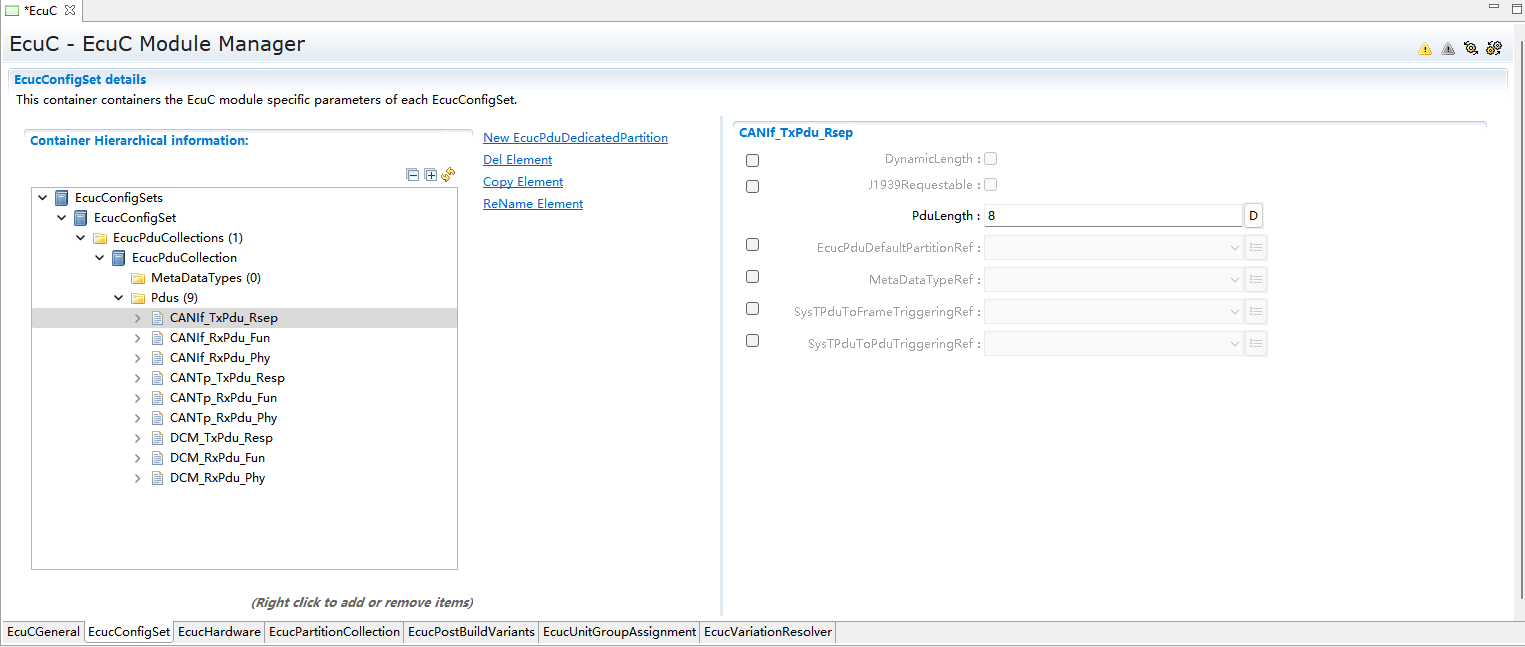 *EcuC
EcuC - EcuC Module Manager
EcucConfigSet details
This container containers the EcuC module specific parameters of each EcucConfigSet.
Container Hierarchical information:
EcucConfigSets
EcucConfigSet
EcucPduCollections (1)
EcucPduCollection
MetaDataTypes (0)
Pdus (9)
CANIf_TxPdu_Rsep
CANIf_RxPdu_Fun
CANIf_RxPdu_Phy
CANTp_TxPdu_Resp
CANTp_RxPdu_Fun
CANTp_RxPdu_Phy
DCM_TxPdu_Resp
DCM_RxPdu_Fun
DCM_RxPdu_Phy
(Right click to add or remove items)
New EcucPduDedicatedPartition
Del Element
Copy Element
ReName Element
CANIf_TxPdu_Rsep
DynamicLength :
J1939Requestable :
PduLength : 8 D
EcucPduDefaultPartitionRef :
MetaDataTypeRef :
SysTPduToFrameTriggeringRef :
SysTPduToPduTriggeringRef :
EcuCGeneral EcucConfigSet EcucHardware EcucPartitionCollection EcucPostBuildVariants EcucUnitGroupAssignment EcucVariationResolver